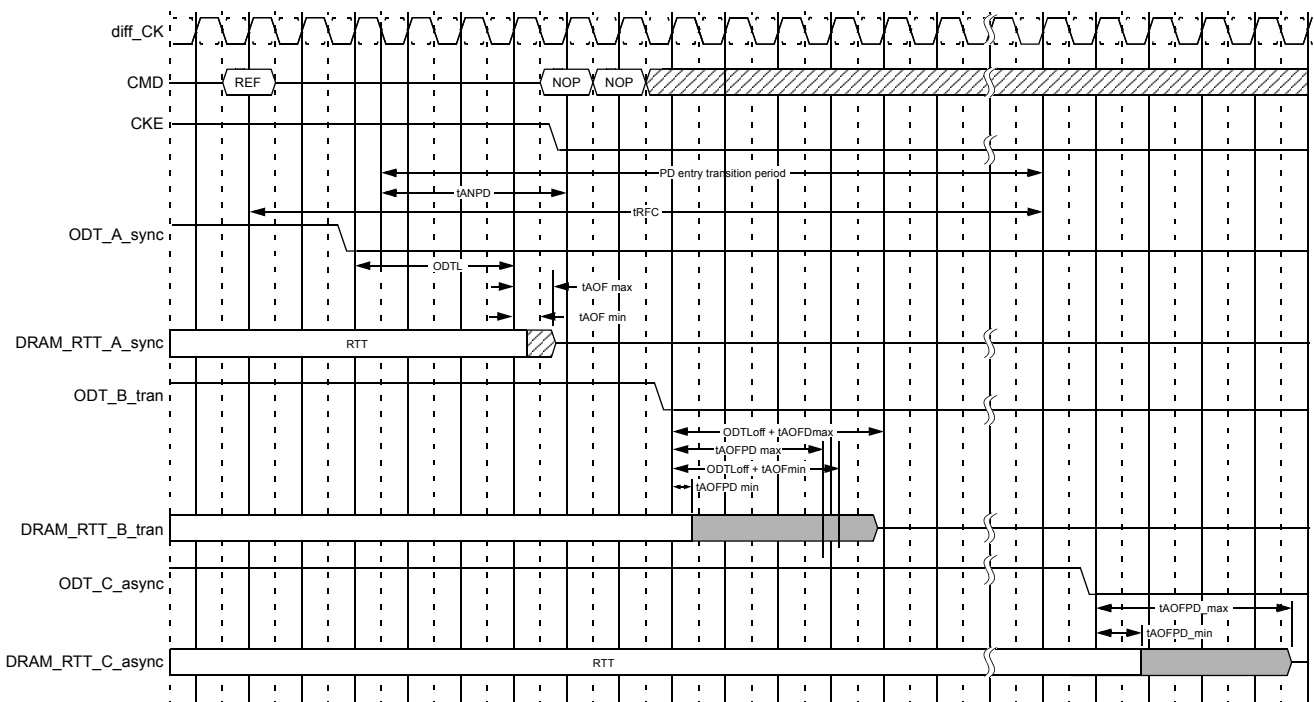 diff_CK
CMD
REF
NOP
NOP
CKE
PD entry transition period
tANPD
tRFC
ODT_A_sync
ODTL
tAOF max
tAOF min
DRAM_RTT_A_sync
RTT
ODT_B_tran
ODTLoff + tAOFDmax
tAOFPD max
ODTLoff + tAOFmin
tAOFPD min
DRAM_RTT_B_tran
ODT_C_async
tAOFPD_max
tAOFPD_min
DRAM_RTT_C_async
RTT